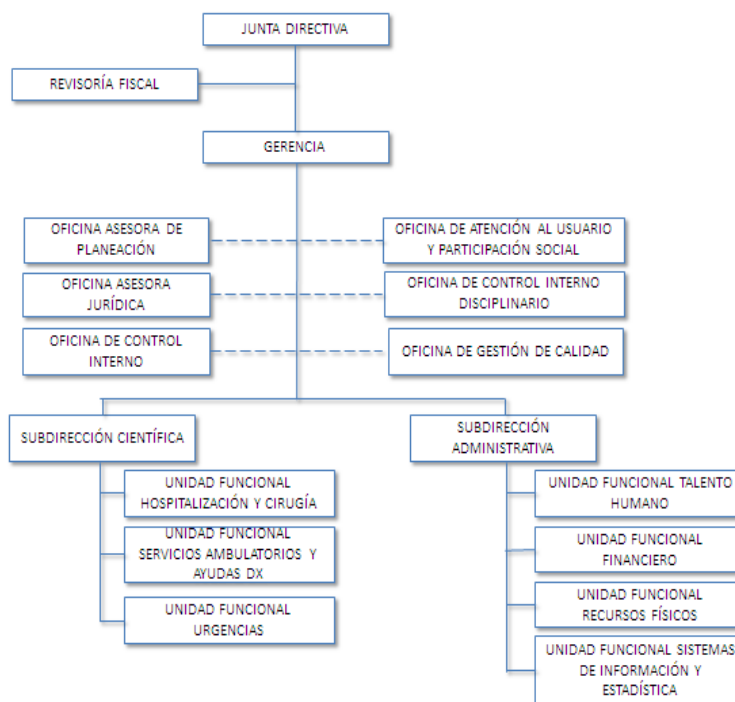 JUNTA DIRECTIVA
REVISORÍA FISCAL
GERENCIA
OFICINA ASESORA DE
PLANEACIÓN
OFICINA DE ATENCIÓN AL USUARIO
Y PARTICIPACIÓN SOCIAL
OFICINA ASESORA
JURÍDICA
OFICINA DE CONTROL INTERNO
DISCIPLINARIO
OFICINA DE CONTROL
INTERNO
OFICINA DE GESTIÓN DE CALIDAD
SUBDIRECCIÓN CIENTÍFICA
SUBDIRECCIÓN
ADMINISTRATIVA
UNIDAD FUNCIONAL
HOSPITALIZACIÓN Y CIRUGÍA
UNIDAD FUNCIONAL
SERVICIOS AMBULATORIOS Y
AYUDAS DX
UNIDAD FUNCIONAL
URGENCIAS
UNIDAD FUNCIONAL TALENTO
HUMANO
UNIDAD FUNCIONAL
FINANCIERO
UNIDAD FUNCIONAL
RECURSOS FÍSICOS
UNIDAD FUNCIONAL SISTEMAS
DE INFORMACIÓN Y
ESTADÍSTICA